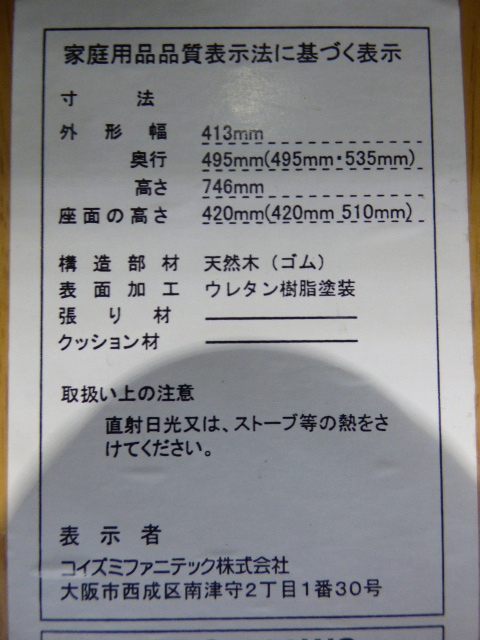 家庭用品品質表示法に基づく表示
寸法
外形幅 413mm
奥行 495mm(495mm・535mm)
高さ 746mm
座面の高さ 420mm(420mm 510mm)
構造部材 天然木（ゴム）
表面加工 ウレタン樹脂塗装
張り材
クッション材
取扱い上の注意
直射日光又は、ストーブ等の熱をさ
けてください。
表示者
コイズミファニテック株式会社
大阪市西成区南津守2丁目1番30号